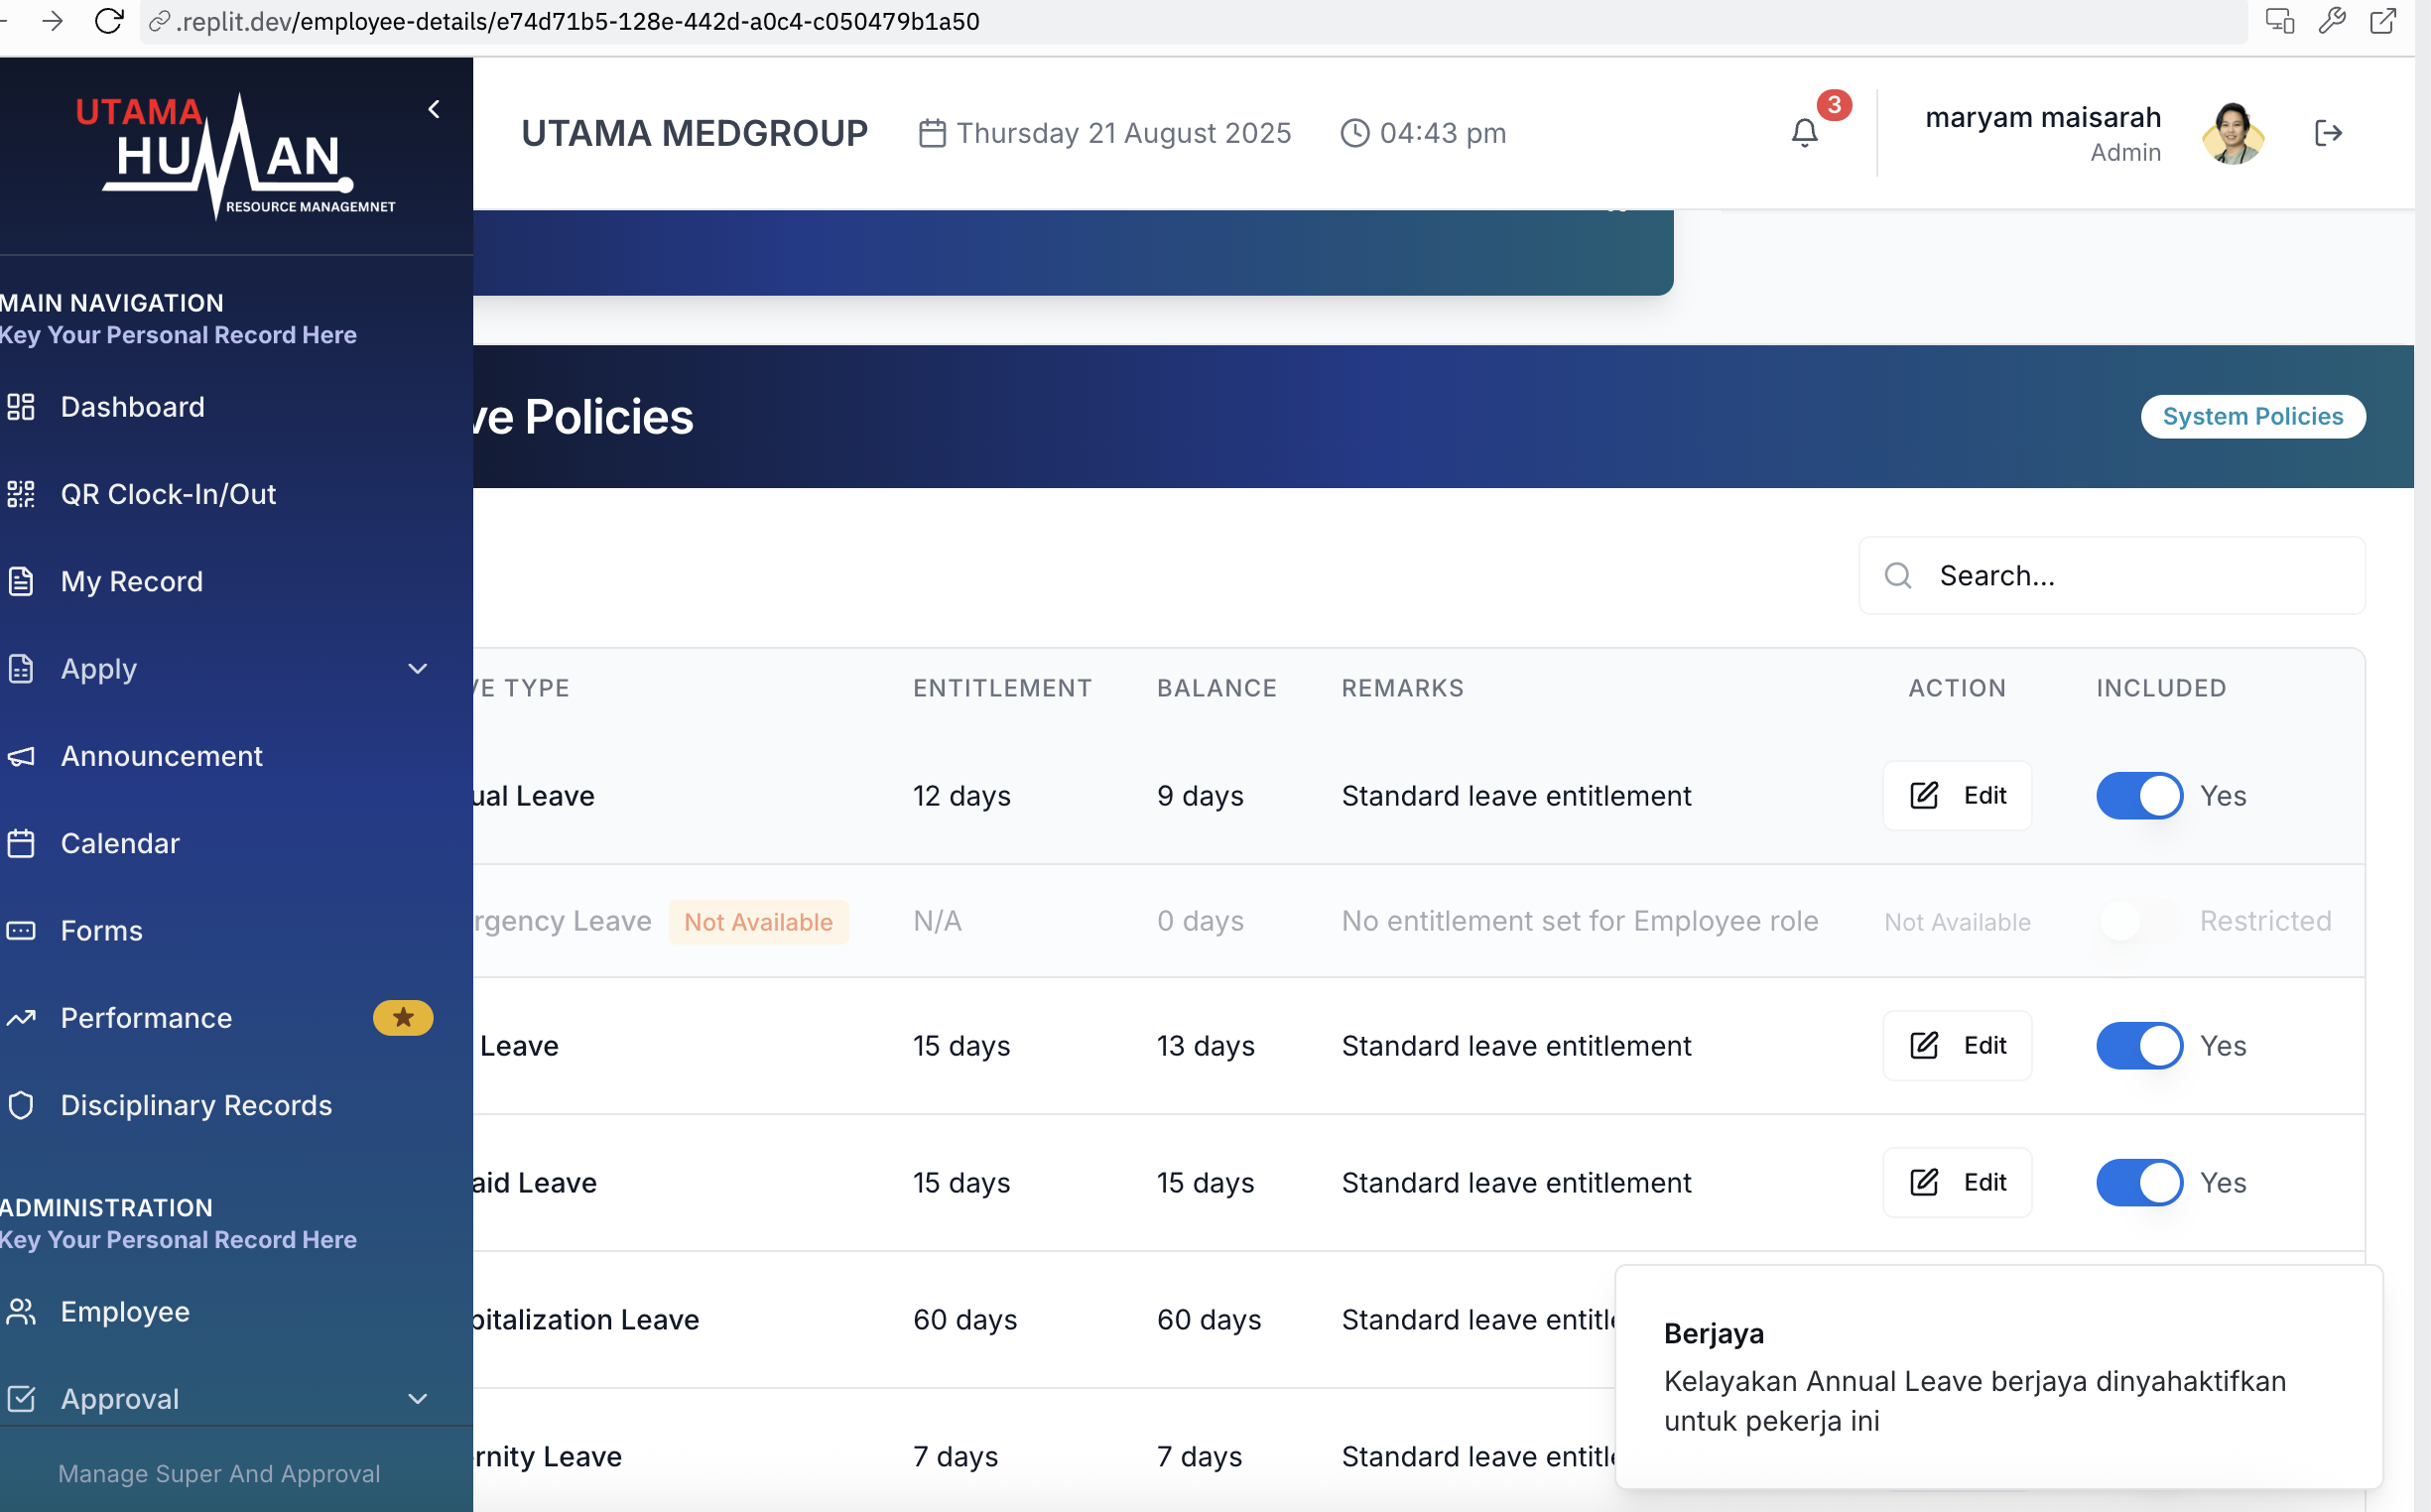 .replit.dev/employee-details/e74d71b5-128e-442d-a0c4-c050479b1a50
UTAMA
HUMAN
RESOURCE MANAGEMNET
UTAMA MEDGROUP
Thursday 21 August 2025
04:43 pm
3
maryam maisarah
Admin
MAIN NAVIGATION
Key Your Personal Record Here
Dashboard
QR Clock-In/Out
My Record
Apply
Announcement
Calendar
Forms
Performance
Disciplinary Records
ADMINISTRATION
Key Your Personal Record Here
Employee
Approval
Manage Super And Approval
ve Policies
System Policies
Search...
VE TYPE ENTITLEMENT BALANCE REMARKS ACTION INCLUDED
ual Leave 12 days 9 days Standard leave entitlement Edit Yes
rgency Leave Not Available N/A 0 days No entitlement set for Employee role Not Available Restricted
Leave 15 days 13 days Standard leave entitlement Edit Yes
aid Leave 15 days 15 days Standard leave entitlement Edit Yes
pitalization Leave 60 days 60 days Standard leave entitle
rnity Leave 7 days 7 days Standard leave entitle
Berjaya
Kelayakan Annual Leave berjaya dinyahaktifkan
untuk pekerja ini